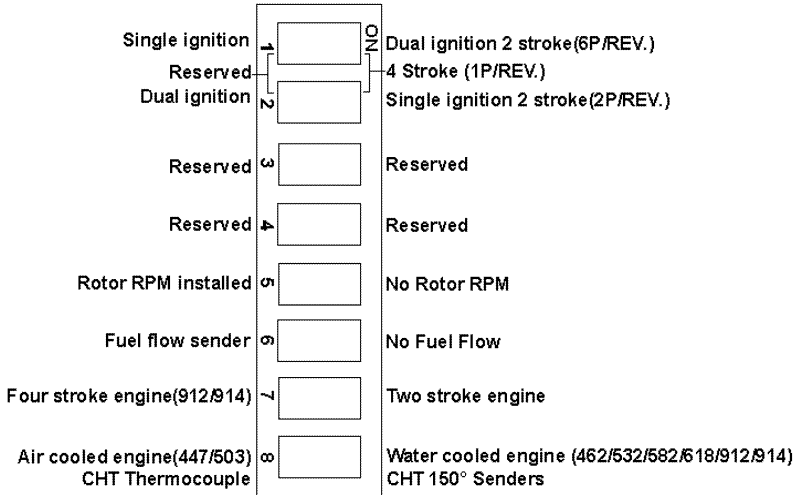 Single ignition 1 ON Dual ignition 2 stroke(6P/REV.)
Reserved 4 Stroke (1P/REV.)
Dual ignition 2 Single ignition 2 stroke(2P/REV.)
Reserved 3 Reserved
Reserved 4 Reserved
Rotor RPM installed 5 No Rotor RPM
Fuel flow sender 6 No Fuel Flow
Four stroke engine(912/914) 7 Two stroke engine
Air cooled engine(447/503) 8 Water cooled engine (462/532/582/618/912/914)
CHT Thermocouple CHT 150° Senders